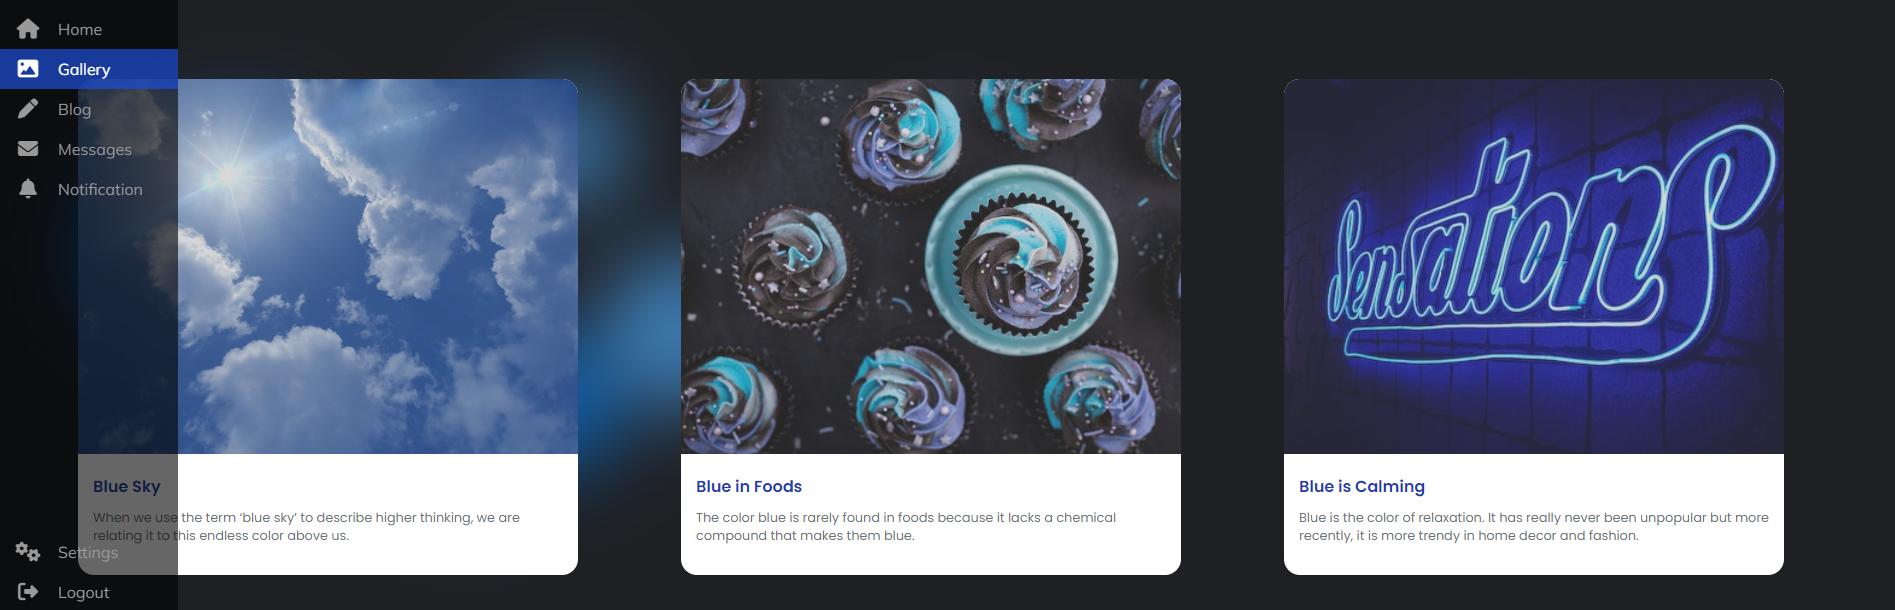 Home
Gallery
Blog
Messages
Notification
Settings
Logout
Blue Sky
When we use the term ‘blue sky’ to describe higher thinking, we are
relating it to this endless color above us.
Blue in Foods
The color blue is rarely found in foods because it lacks a chemical
compound that makes them blue.
Sensations
Blue is Calming
Blue is the color of relaxation. It has really never been unpopular but more
recently, it is more trendy in home decor and fashion.